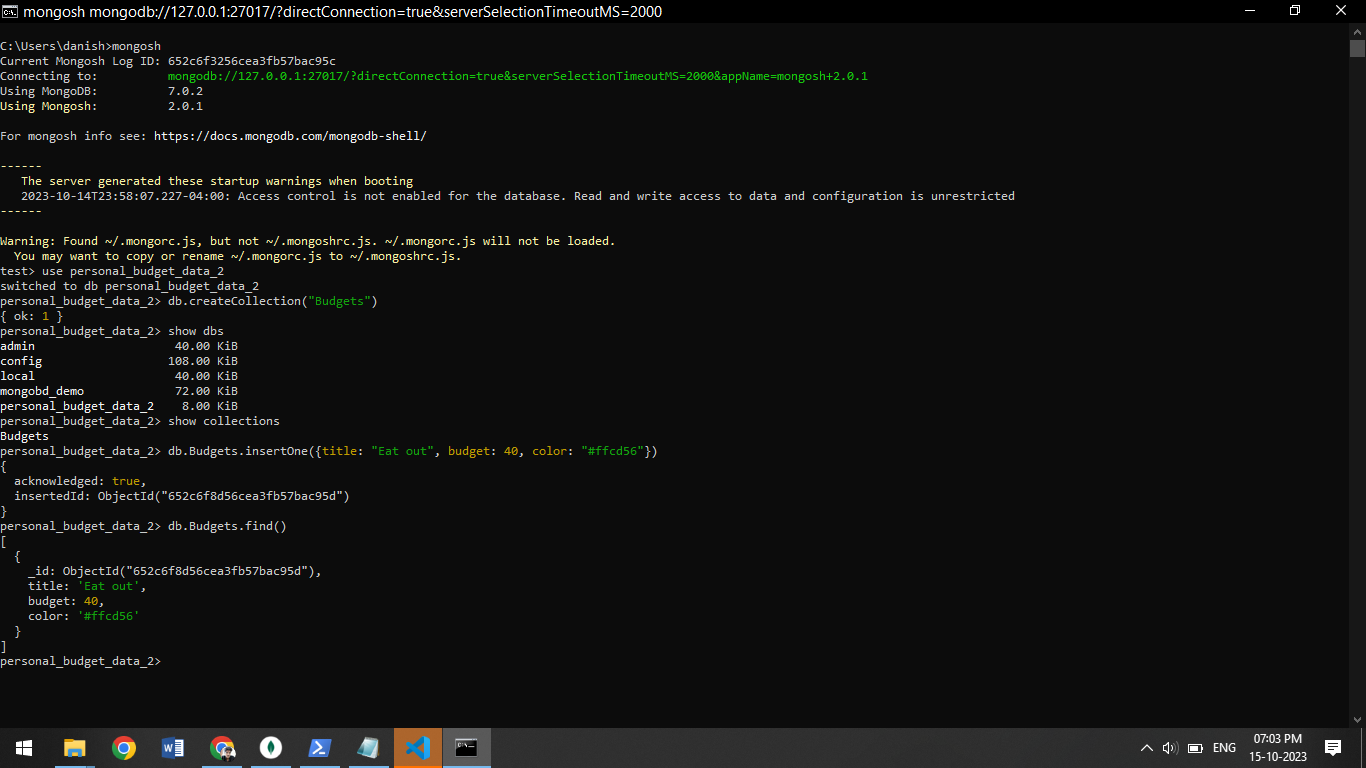 mongosh mongodb://127.0.0.1:27017/?directConnection=true&serverSelectionTimeoutMS=2000
C:\Users\danish>mongosh
Current Mongosh Log ID: 652c6f3256cea3fb57bac95c
Connecting to: mongodb://127.0.0.1:27017/?directConnection=true&serverSelectionTimeoutMS=2000&appName=mongosh+2.0.1
Using MongoDB: 7.0.2
Using Mongosh: 2.0.1
For mongosh info see: https://docs.mongodb.com/mongodb-shell/
------
The server generated these startup warnings when booting
2023-10-14T23:58:07.227-04:00: Access control is not enabled for the database. Read and write access to data and configuration is unrestricted
------
Warning: Found ~/.mongorc.js, but not ~/.mongoshrc.js. ~/.mongorc.js will not be loaded.
You may want to copy or rename ~/.mongorc.js to ~/.mongoshrc.js.
test> use personal_budget_data_2
switched to db personal_budget_data_2
personal_budget_data_2> db.createCollection("Budgets")
{ ok: 1 }
personal_budget_data_2> show dbs
admin 40.00 KiB
config 108.00 KiB
local 40.00 KiB
mongobd_demo 72.00 KiB
personal_budget_data_2 8.00 KiB
personal_budget_data_2> show collections
Budgets
personal_budget_data_2> db.Budgets.insertOne({title: "Eat out", budget: 40, color: "#ffcd56"})
{
acknowledged: true,
insertedId: ObjectId("652c6f8d56cea3fb57bac95d")
}
personal_budget_data_2> db.Budgets.find()
[
{
_id: ObjectId("652c6f8d56cea3fb57bac95d"),
title: 'Eat out',
budget: 40,
color: '#ffcd56'
}
]
personal_budget_data_2>
ENG
07:03 PM
15-10-2023